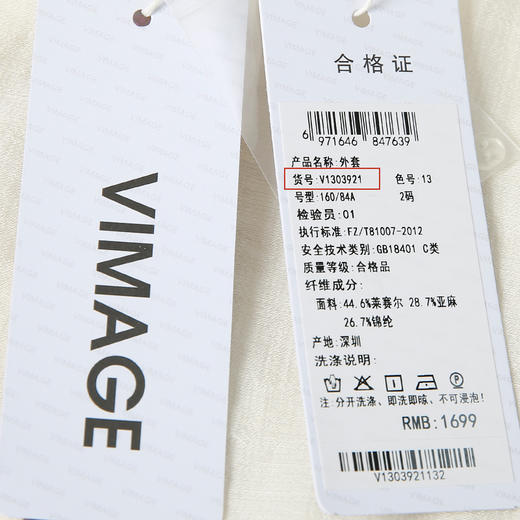 VIMAGE
合格证
6 971646 847639
产品名称:外套
货号:V1303921 色号:13
号型:160/84A 2码
检验员:01
执行标准:FZ/T81007-2012
安全技术类别:GB18401 C类
质量等级:合格品
纤维成分:
面料:44.6%莱赛尔 28.7%亚麻
26.7%锦纶
产地:深圳
洗涤说明:
注:分开洗涤、即洗即晾、不可浸泡!
RMB:1699
V1303921132